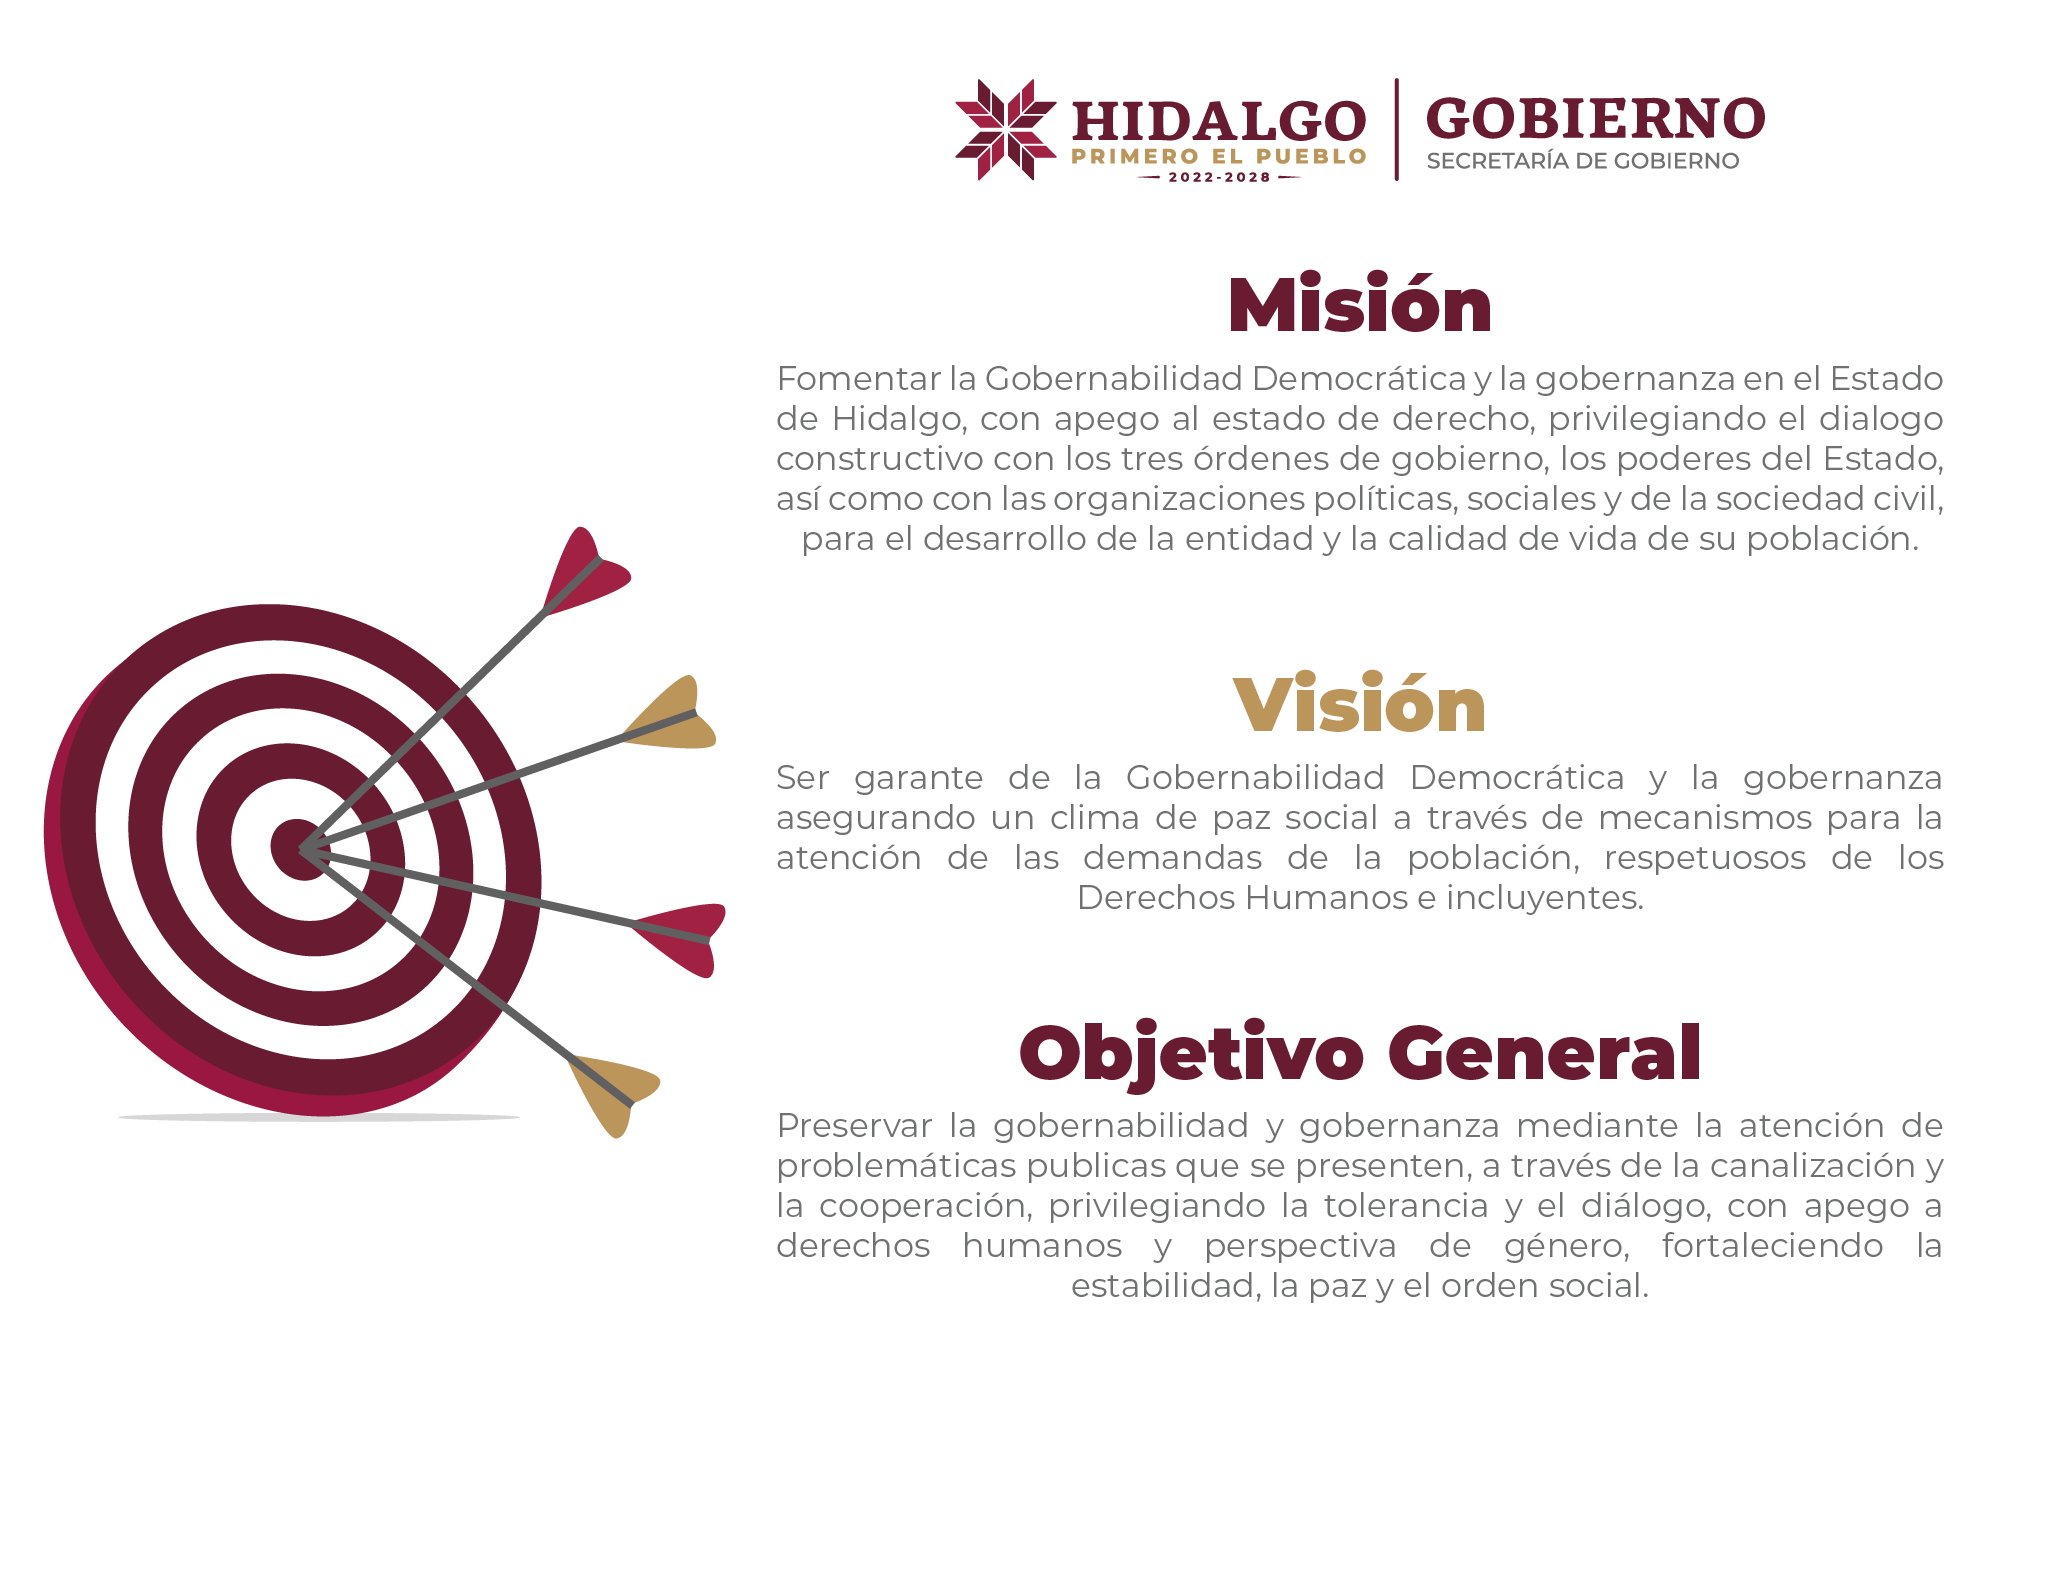 HIDALGO
PRIMERO EL PUEBLO
2022-2028
GOBIERNO
SECRETARÍA DE GOBIERNO
Misión
Fomentar la Gobernabilidad Democrática y la gobernanza en el Estado
de Hidalgo, con apego al estado de derecho, privilegiando el dialogo
constructivo con los tres órdenes de gobierno, los poderes del Estado,
así como con las organizaciones políticas, sociales y de la sociedad civil,
para el desarrollo de la entidad y la calidad de vida de su población.
Visión
Ser garante de la Gobernabilidad Democrática y la gobernanza
asegurando un clima de paz social a través de mecanismos para la
atención de las demandas de la población, respetuosos de los
Derechos Humanos e incluyentes.
Objetivo General
Preservar la gobernabilidad y gobernanza mediante la atención de
problemáticas publicas que se presenten, a través de la canalización y
la cooperación, privilegiando la tolerancia y el diálogo, con apego a
derechos humanos y perspectiva de género, fortaleciendo la
estabilidad, la paz y el orden social.